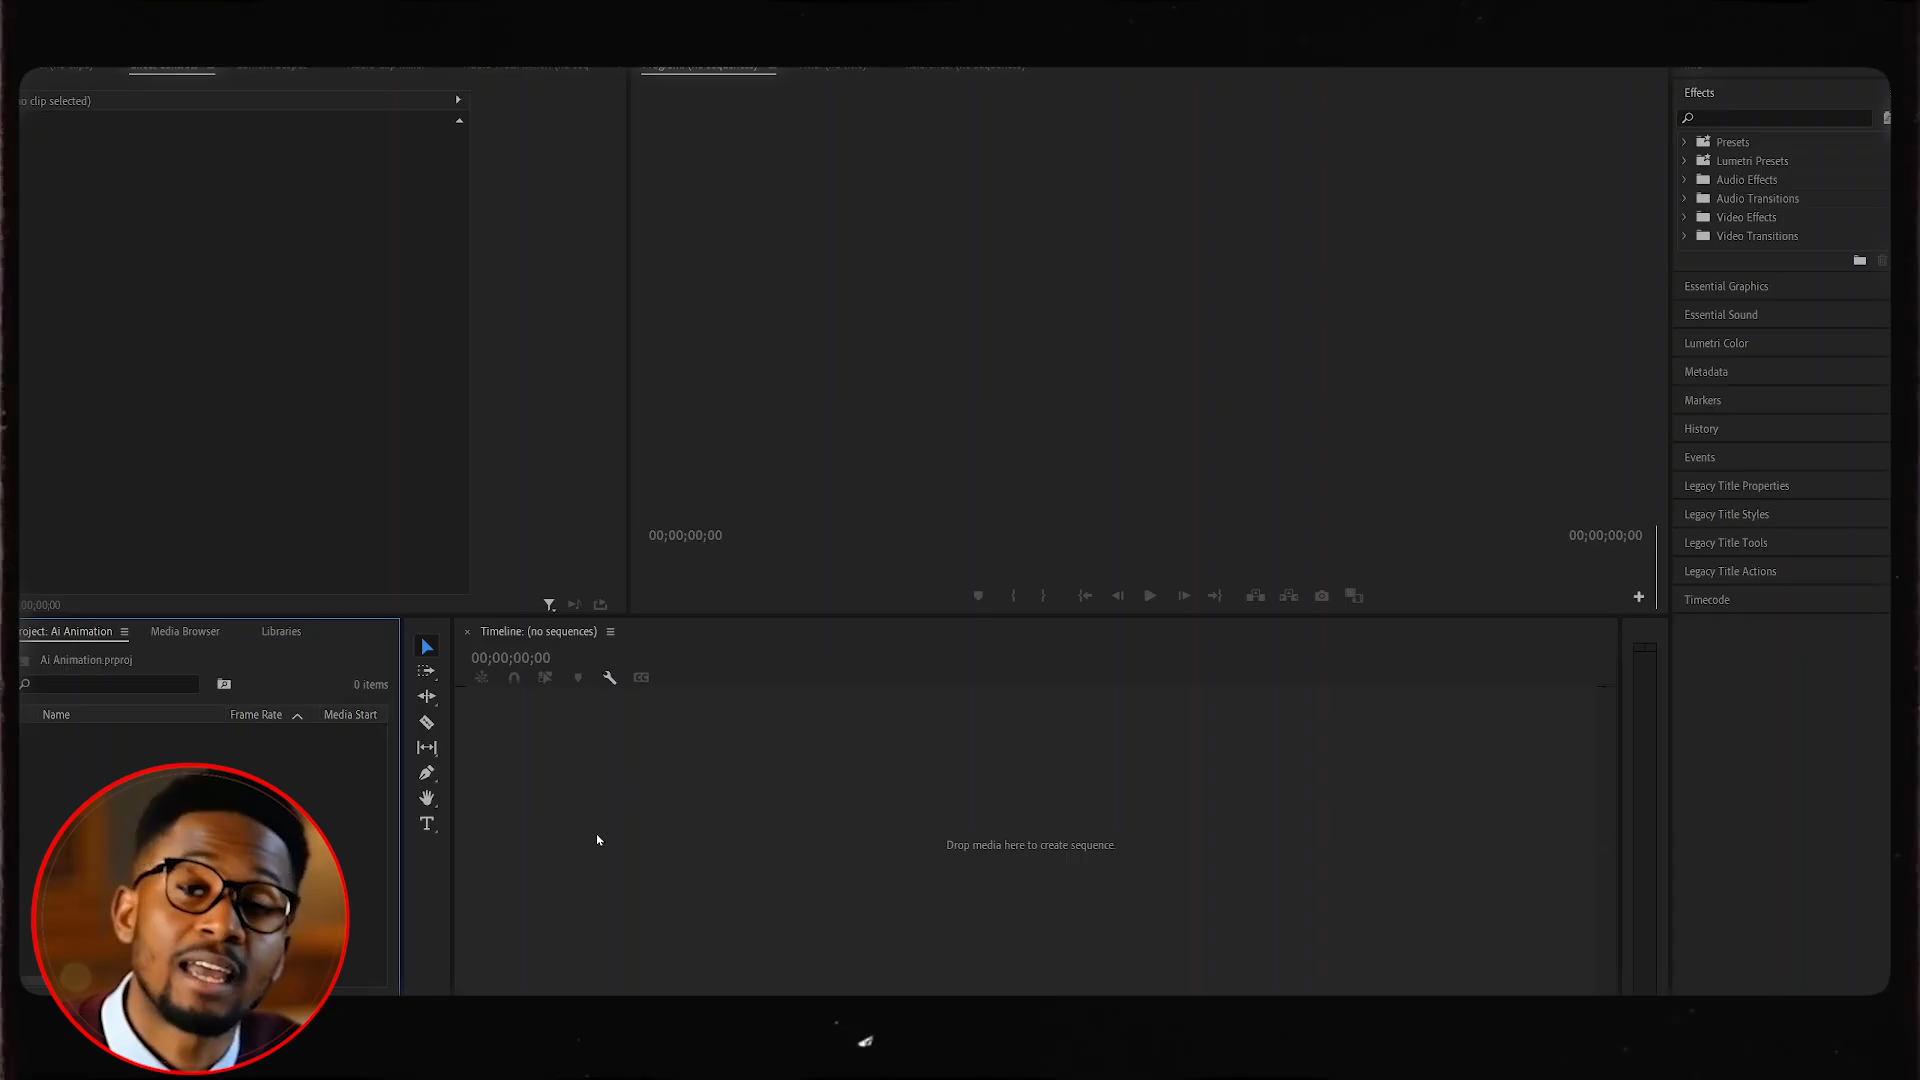 o clip selected)
Effects
Presets
Lumetri Presets
Audio Effects
Audio Transitions
Video Effects
Video Transitions
Essential Graphics
Essential Sound
Lumetri Color
Metadata
Markers
History
Events
Legacy Title Properties
Legacy Title Styles
Legacy Title Tools
Legacy Title Actions
Timecode
00;00;00;00
00;00;00;00
00;00;00
roject: Ai Animation
Media Browser
Libraries
Ai Animation.prproj
0 items
Name
Frame Rate
Media Start
Timeline: (no sequences)
00;00;00;00
CC
Drop media here to create sequence.